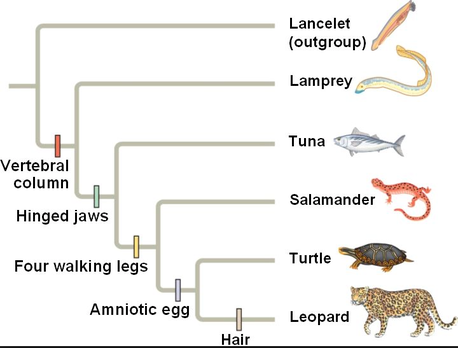 Lancelet
(outgroup)
Lamprey
Tuna
Vertebral
column
Salamander
Hinged jaws
Turtle
Four walking legs
Amniotic egg
Leopard
Hair